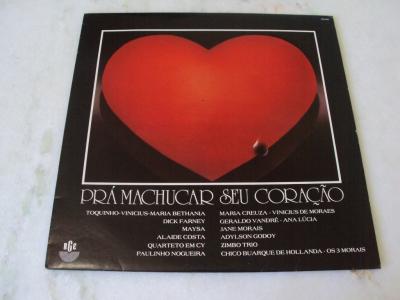 PRÁ MACHUCAR SEU CORAÇÃO
TOQUINHO-VINICIUS-MARIA BETHANIA
DICK FARNEY
MAYSA
ALAIDE COSTA
QUARTETO EM CY
PAULINHO NOGUEIRA
MARIA CREUZA - VINICIUS DE MORAES
GERALDO VANDRÉ - ANA LÚCIA
JANE MORAIS
ADYLSON GODOY
ZIMBO TRIO
CHICO BUARQUE DE HOLLANDA - OS 3 MORAIS
RGE